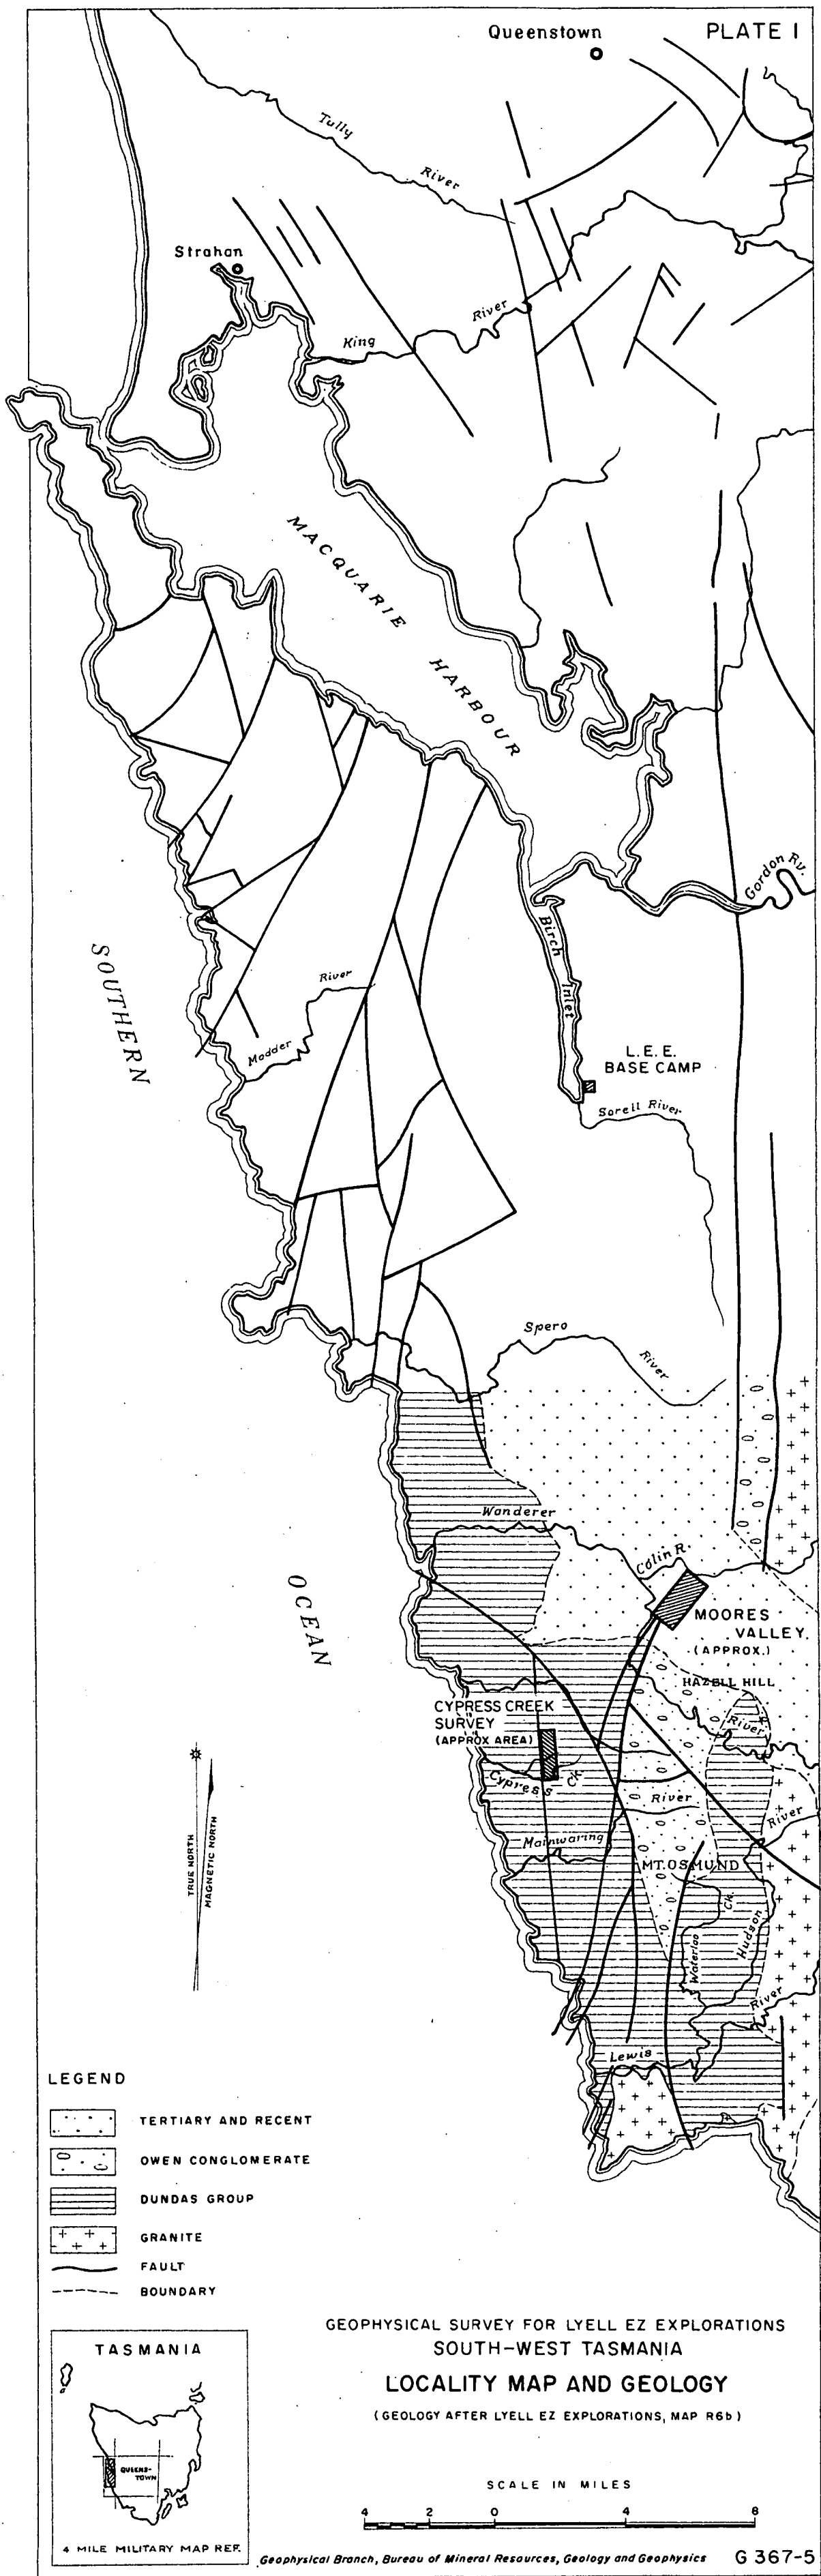 Queenstown
PLATE 1
Tully
River
Strahan
King
River
MACQUARIE
HARBOUR
Gordon Rv.
Birch
Inlet
SOUTHERN
River
Modder
L.E.E.
BASE CAMP
Sorell River
Spero
River
Wanderer
Colin R.
OCEAN
MOORES
VALLEY
(APPROX.)
HAZELL HILL
CYPRESS CREEK
SURVEY
(APPROX AREA)
River
Cypress Ck
River
River
Mainwaring
MT. OSMUND
Ck.
Waterloo
Hudson
River
Lewis
TRUE NORTH
MAGNETIC NORTH
LEGEND
TERTIARY AND RECENT
OWEN CONGLOMERATE
DUNDAS GROUP
GRANITE
FAULT
BOUNDARY
TASMANIA
QUEENS-
TOWN
4 MILE MILITARY MAP REF.
GEOPHYSICAL SURVEY FOR LYELL EZ EXPLORATIONS
SOUTH-WEST TASMANIA
LOCALITY MAP AND GEOLOGY
(GEOLOGY AFTER LYELL EZ EXPLORATIONS, MAP R6b)
SCALE IN MILES
4 2 0 4 8
Geophysical Branch, Bureau of Mineral Resources, Geology and Geophysics
G 367-5